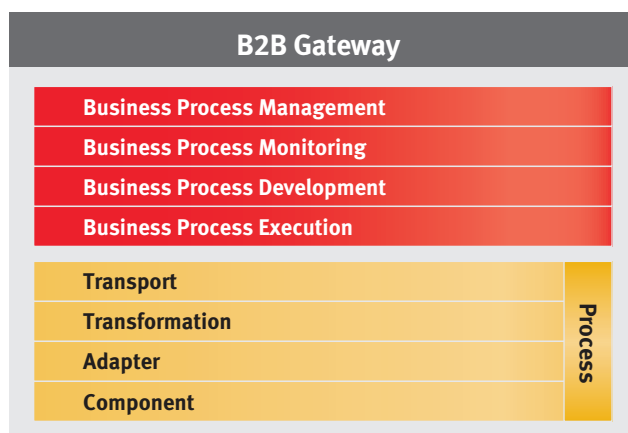 B2B Gateway
Business Process Management
Business Process Monitoring
Business Process Development
Business Process Execution
Transport
Transformation
Adapter
Component
Process